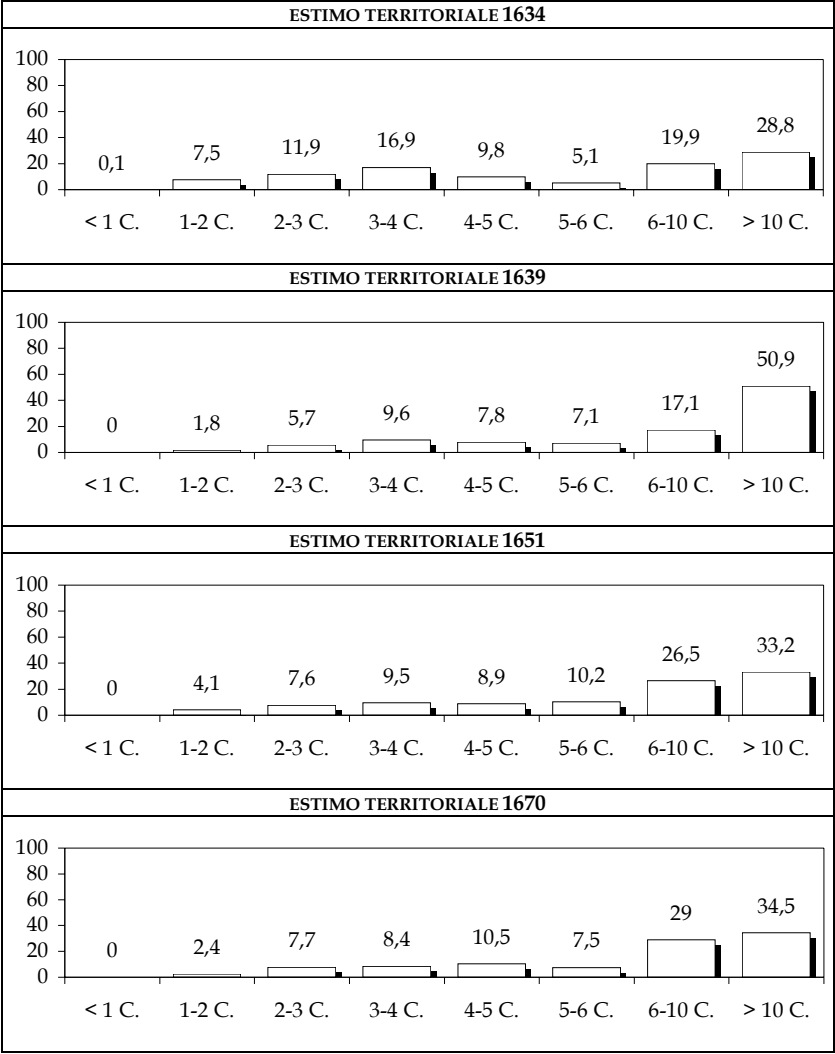 ESTIMO TERRITORIALE 1634
100
80
60
40
20
0
0,1 7,5 11,9 16,9 9,8 5,1 19,9 28,8
< 1 C. 1-2 C. 2-3 C. 3-4 C. 4-5 C. 5-6 C. 6-10 C. > 10 C.
ESTIMO TERRITORIALE 1639
100
80
60
40
20
0
0 1,8 5,7 9,6 7,8 7,1 17,1 50,9
< 1 C. 1-2 C. 2-3 C. 3-4 C. 4-5 C. 5-6 C. 6-10 C. > 10 C.
ESTIMO TERRITORIALE 1651
100
80
60
40
20
0
0 4,1 7,6 9,5 8,9 10,2 26,5 33,2
< 1 C. 1-2 C. 2-3 C. 3-4 C. 4-5 C. 5-6 C. 6-10 C. > 10 C.
ESTIMO TERRITORIALE 1670
100
80
60
40
20
0
0 2,4 7,7 8,4 10,5 7,5 29 34,5
< 1 C. 1-2 C. 2-3 C. 3-4 C. 4-5 C. 5-6 C. 6-10 C. > 10 C.